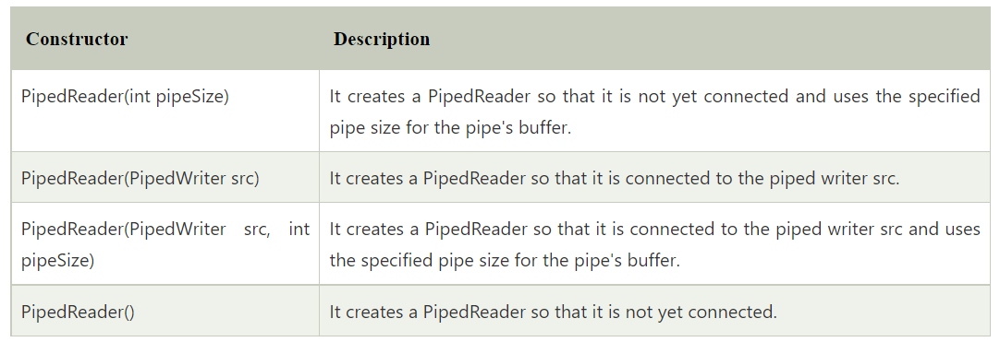 Constructor Description
PipedReader(int pipeSize) It creates a PipedReader so that it is not yet connected and uses the specified
pipe size for the pipe's buffer.
PipedReader(PipedWriter src) It creates a PipedReader so that it is connected to the piped writer src.
PipedReader(PipedWriter src, int It creates a PipedReader so that it is connected to the piped writer src and uses
pipeSize) the specified pipe size for the pipe's buffer.
PipedReader() It creates a PipedReader so that it is not yet connected.